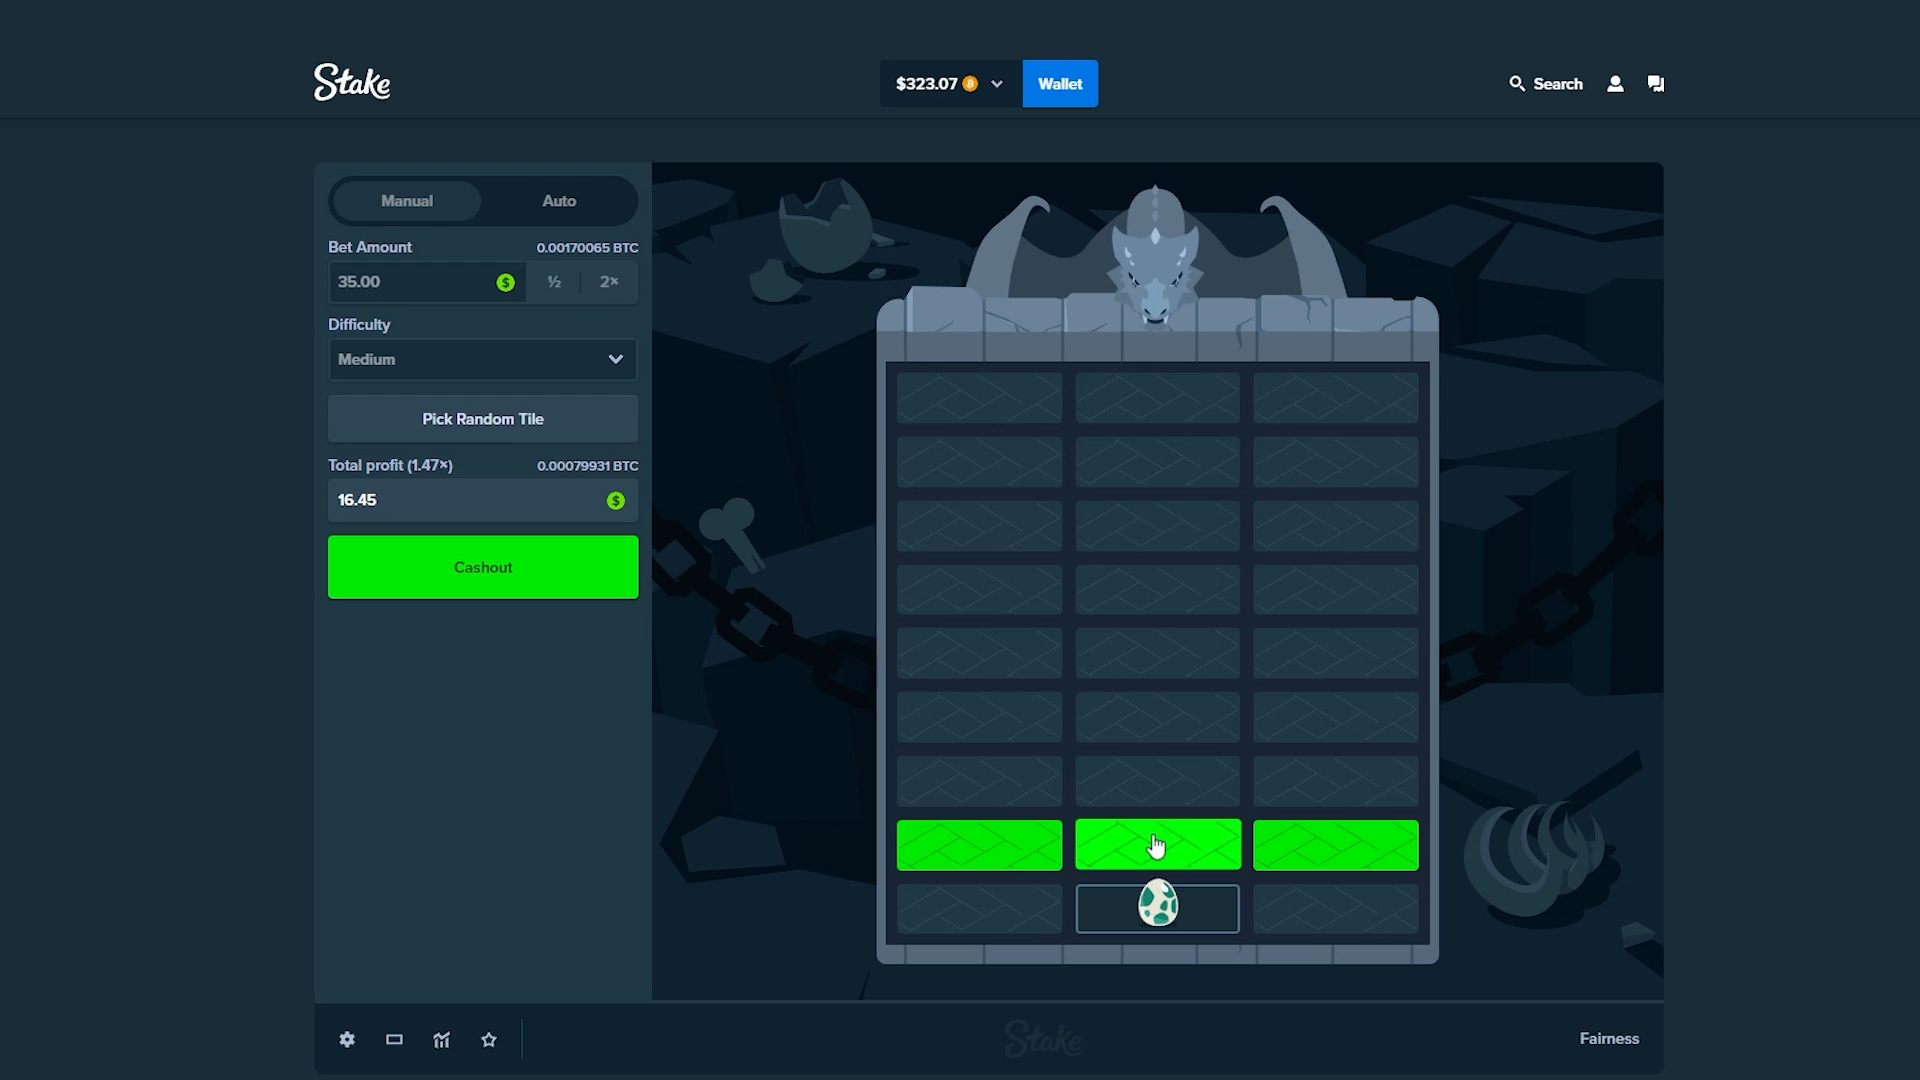 Stake
$323.07
Wallet
Search
Manual
Auto
Bet Amount
0.00170065 BTC
35.00
½
2×
Difficulty
Medium
Pick Random Tile
Total profit (1.47×)
0.00079931 BTC
16.45
Cashout
Stake
Fairness